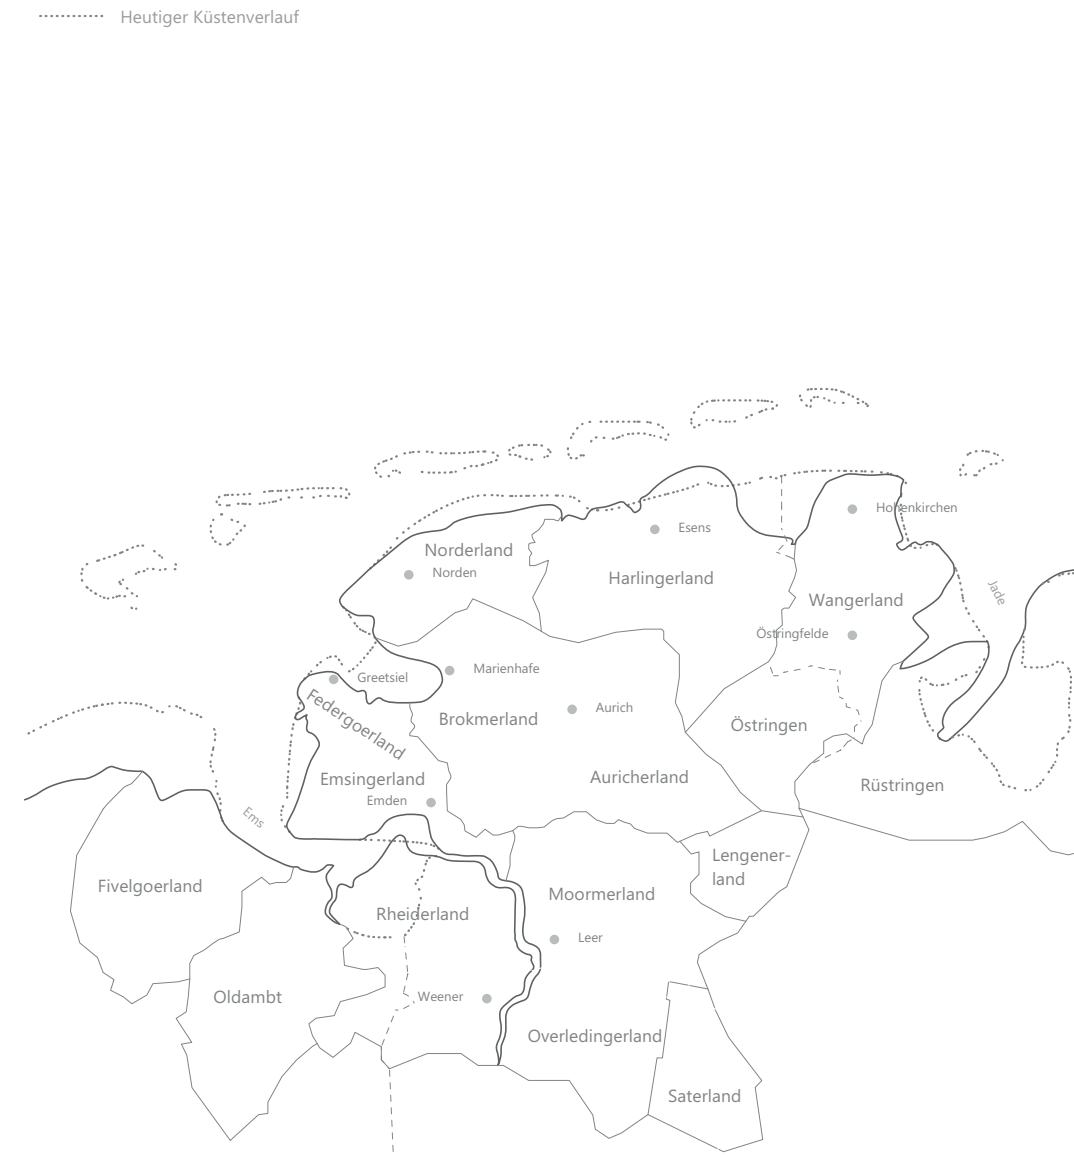 Heutiger Küstenverlauf
Hohenkirchen
Esens
Norderland
Norden
Harlingerland
Jade
Wangerland
Östringfelde
Marienhafe
Greetsiel
Federgoerland
Brokmerland
Aurich
Östringen
Emsingerland
Auricherland
Rüstringen
Emden
Ems
Lengener-
land
Fivelgoerland
Moormerland
Rheiderland
Leer
Oldambt
Weener
Overledingerland
Saterland